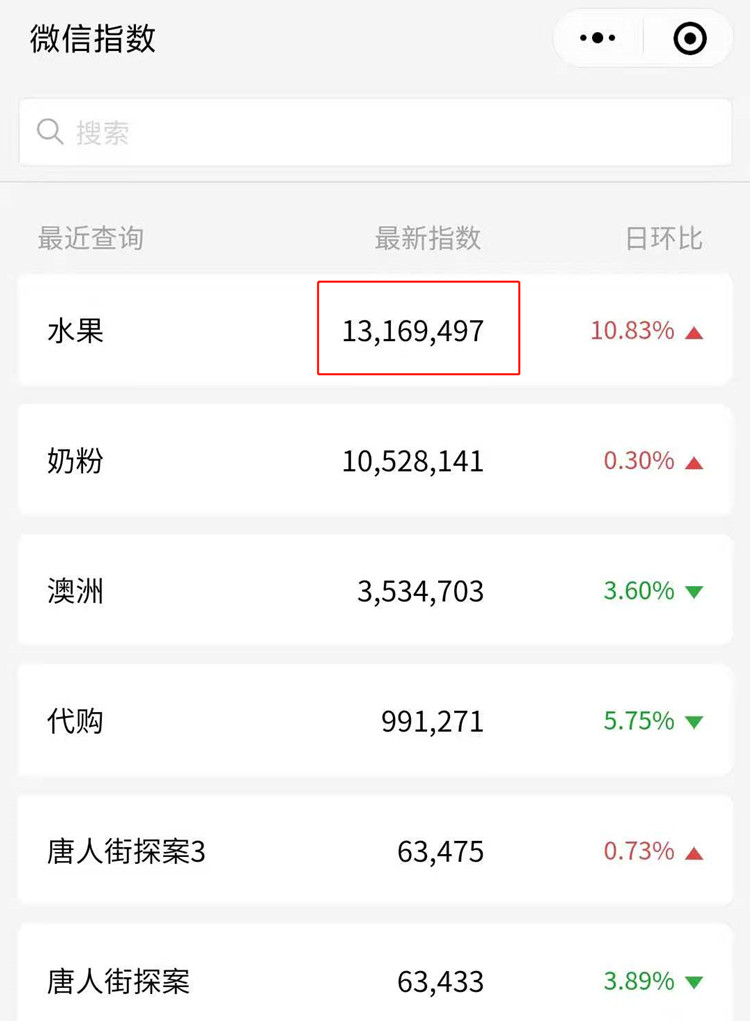 微信指数
搜索
最近查询 最新指数 日环比
水果 13,169,497 10.83% ▲
奶粉 10,528,141 0.30% ▲
澳洲 3,534,703 3.60% ▼
代购 991,271 5.75% ▼
唐人街探案3 63,475 0.73% ▲
唐人街探案 63,433 3.89% ▼